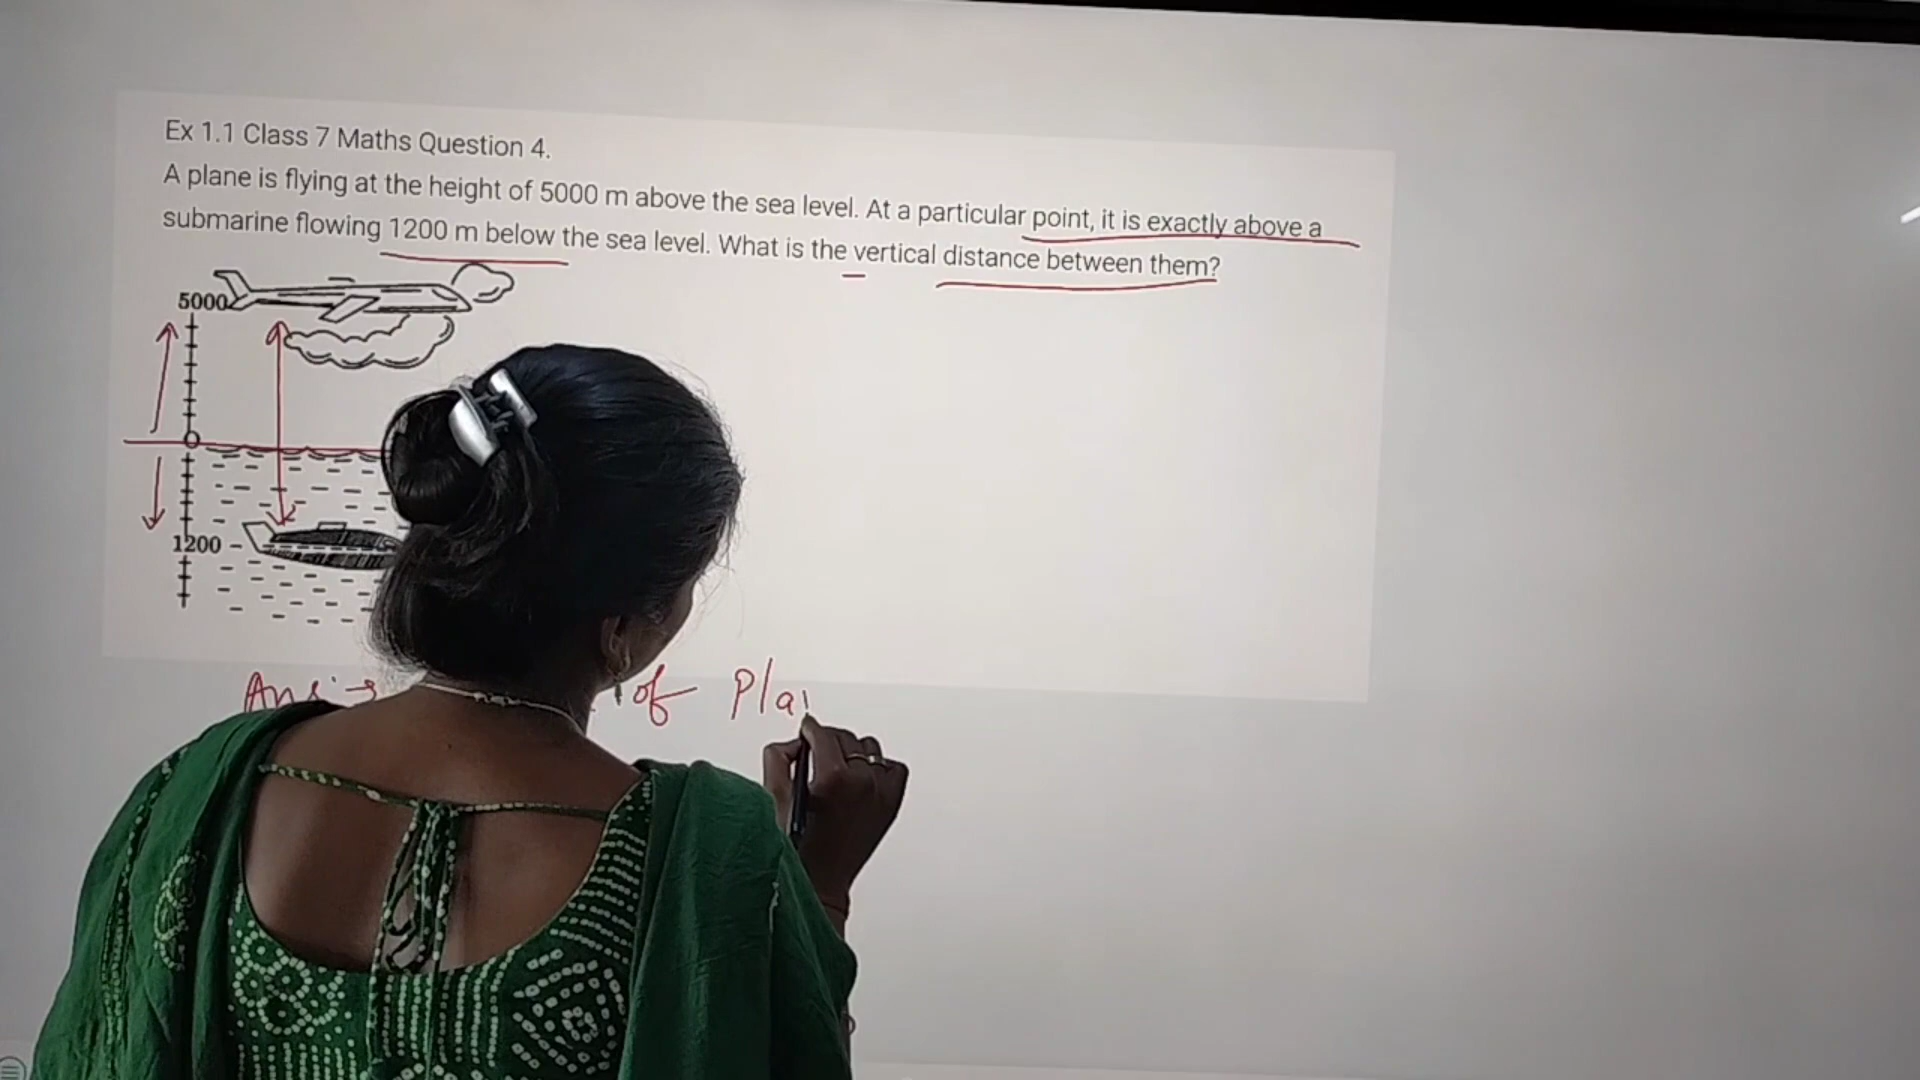 Ex 1.1 Class 7 Maths Question 4.
A plane is flying at the height of 5000 m above the sea level. At a particular point, it is exactly above a
submarine flowing 1200 m below the sea level. What is the vertical distance between them?
5000
0
1200
Ans:→ of Pla